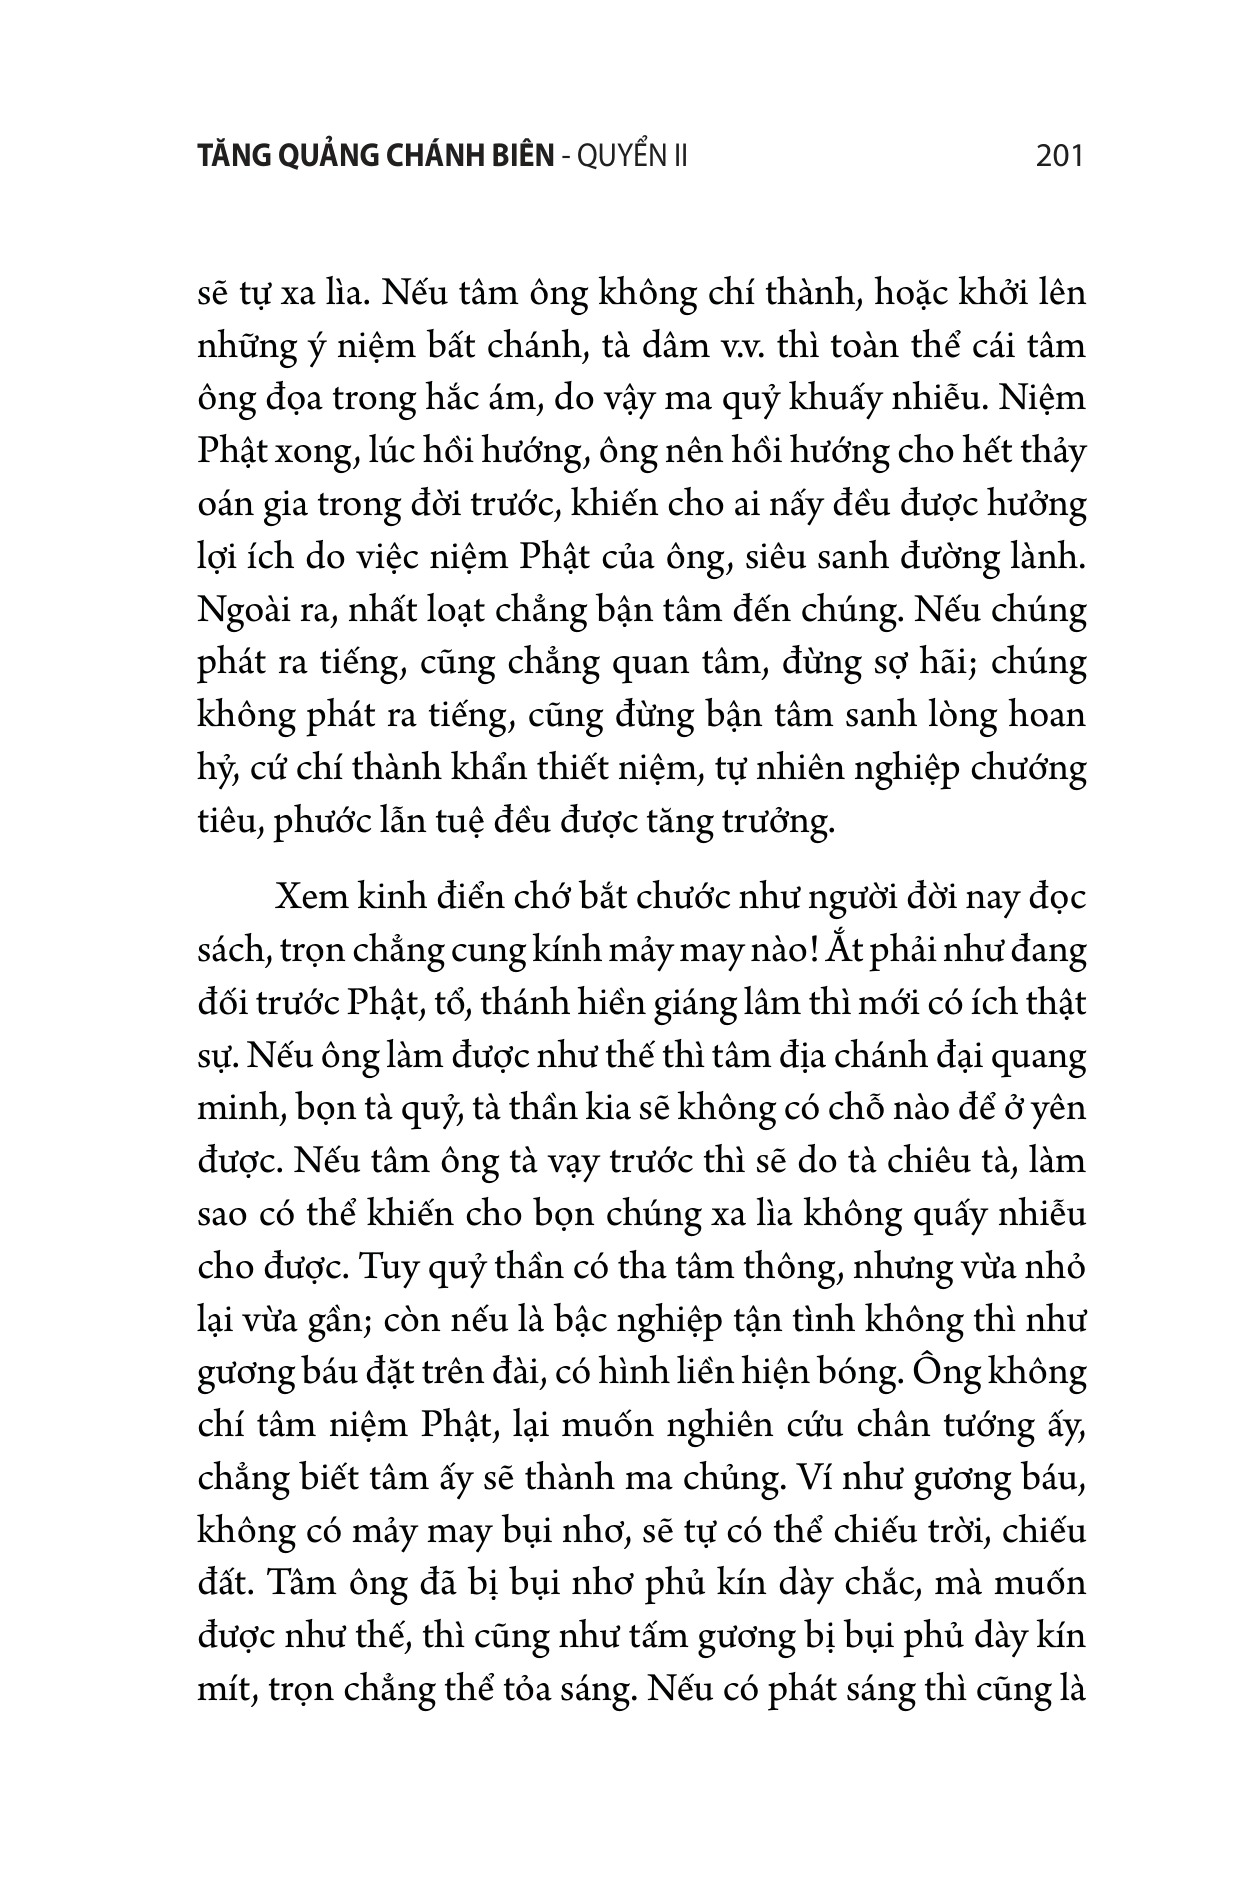 TĂNG QUẢNG CHÁNH BIÊN - QUYỂN II 201
sẽ tự xa lìa. Nếu tâm ông không chí thành, hoặc khởi lên
những ý niệm bất chánh, tà dâm v.v. thì toàn thể cái tâm
ông đọa trong hắc ám, do vậy ma quỷ khuấy nhiễu. Niệm
Phật xong, lúc hồi hướng, ông nên hồi hướng cho hết thảy
oán gia trong đời trước, khiến cho ai nấy đều được hưởng
lợi ích do việc niệm Phật của ông, siêu sanh đường lành.
Ngoài ra, nhất loạt chẳng bận tâm đến chúng. Nếu chúng
phát ra tiếng, cũng chẳng quan tâm, đừng sợ hãi; chúng
không phát ra tiếng, cũng đừng bận tâm sanh lòng hoan
hỷ, cứ chí thành khẩn thiết niệm, tự nhiên nghiệp chướng
tiêu, phước lẫn tuệ đều được tăng trưởng.
Xem kinh điển chớ bắt chước như người đời nay đọc
sách, trọn chẳng cung kính mảy may nào! Ắt phải như đang
đối trước Phật, tổ, thánh hiền giáng lâm thì mới có ích thật
sự. Nếu ông làm được như thế thì tâm địa chánh đại quang
minh, bọn tà quỷ, tà thần kia sẽ không có chỗ nào để ở yên
được. Nếu tâm ông tà vạy trước thì sẽ do tà chiêu tà, làm
sao có thể khiến cho bọn chúng xa lìa không quấy nhiễu
cho được. Tuy quỷ thần có tha tâm thông, nhưng vừa nhỏ
lại vừa gần; còn nếu là bậc nghiệp tận tình không thì như
gương báu đặt trên đài, có hình liền hiện bóng. Ông không
chí tâm niệm Phật, lại muốn nghiên cứu chân tướng ấy,
chẳng biết tâm ấy sẽ thành ma chủng. Ví như gương báu,
không có mảy may bụi nhơ, sẽ tự có thể chiếu trời, chiếu
đất. Tâm ông đã bị bụi nhơ phủ kín dày chắc, mà muốn
được như thế, thì cũng như tấm gương bị bụi phủ dày kín
mít, trọn chẳng thể tỏa sáng. Nếu có phát sáng thì cũng là